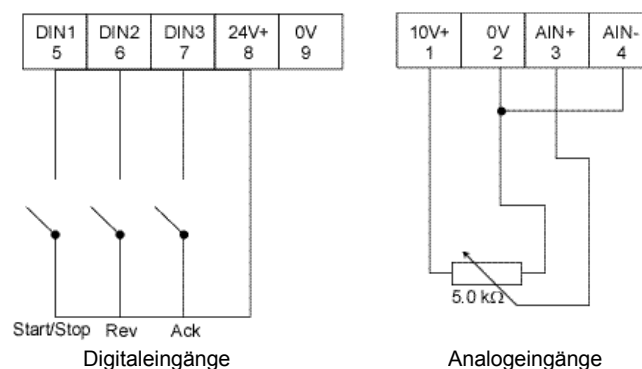 DIN1 DIN2 DIN3 24V+ 0V
5 6 7 8 9
Start/Stop Rev Ack
Digitaleingänge
10V+ 0V AIN+ AIN-
1 2 3 4
5.0 kΩ
Analogeingänge